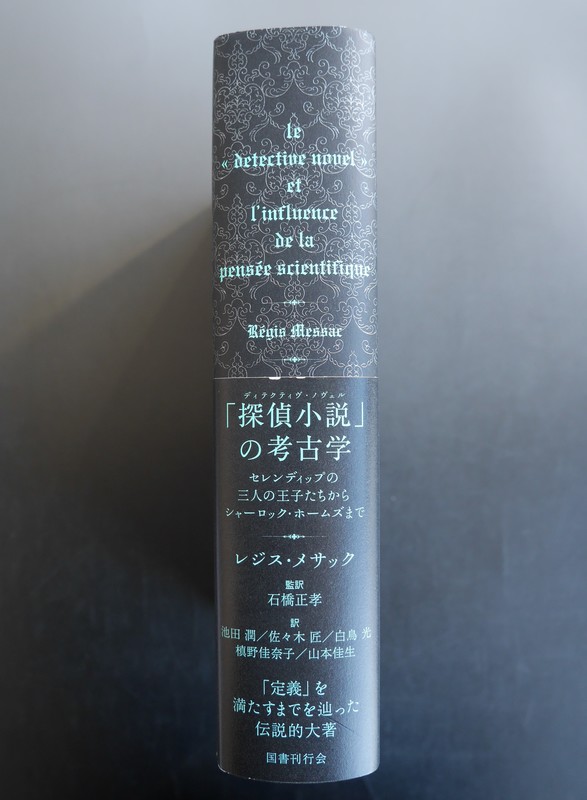 le
« detective novel »
et
l'influence
de la
pensée scientifique
Régis Messac
ディテクティヴ・ノヴェル
「探偵小説」
の考古学
セレンディップの
三人の王子たちから
シャーロック・ホームズまで
レジス・メサック
監訳
石橋正孝
訳
池田 潤／佐々木 匠／白鳥 光
槙野佳奈子／山本佳生
「定義」を
満たすまでを辿った
伝説的大著
国書刊行会